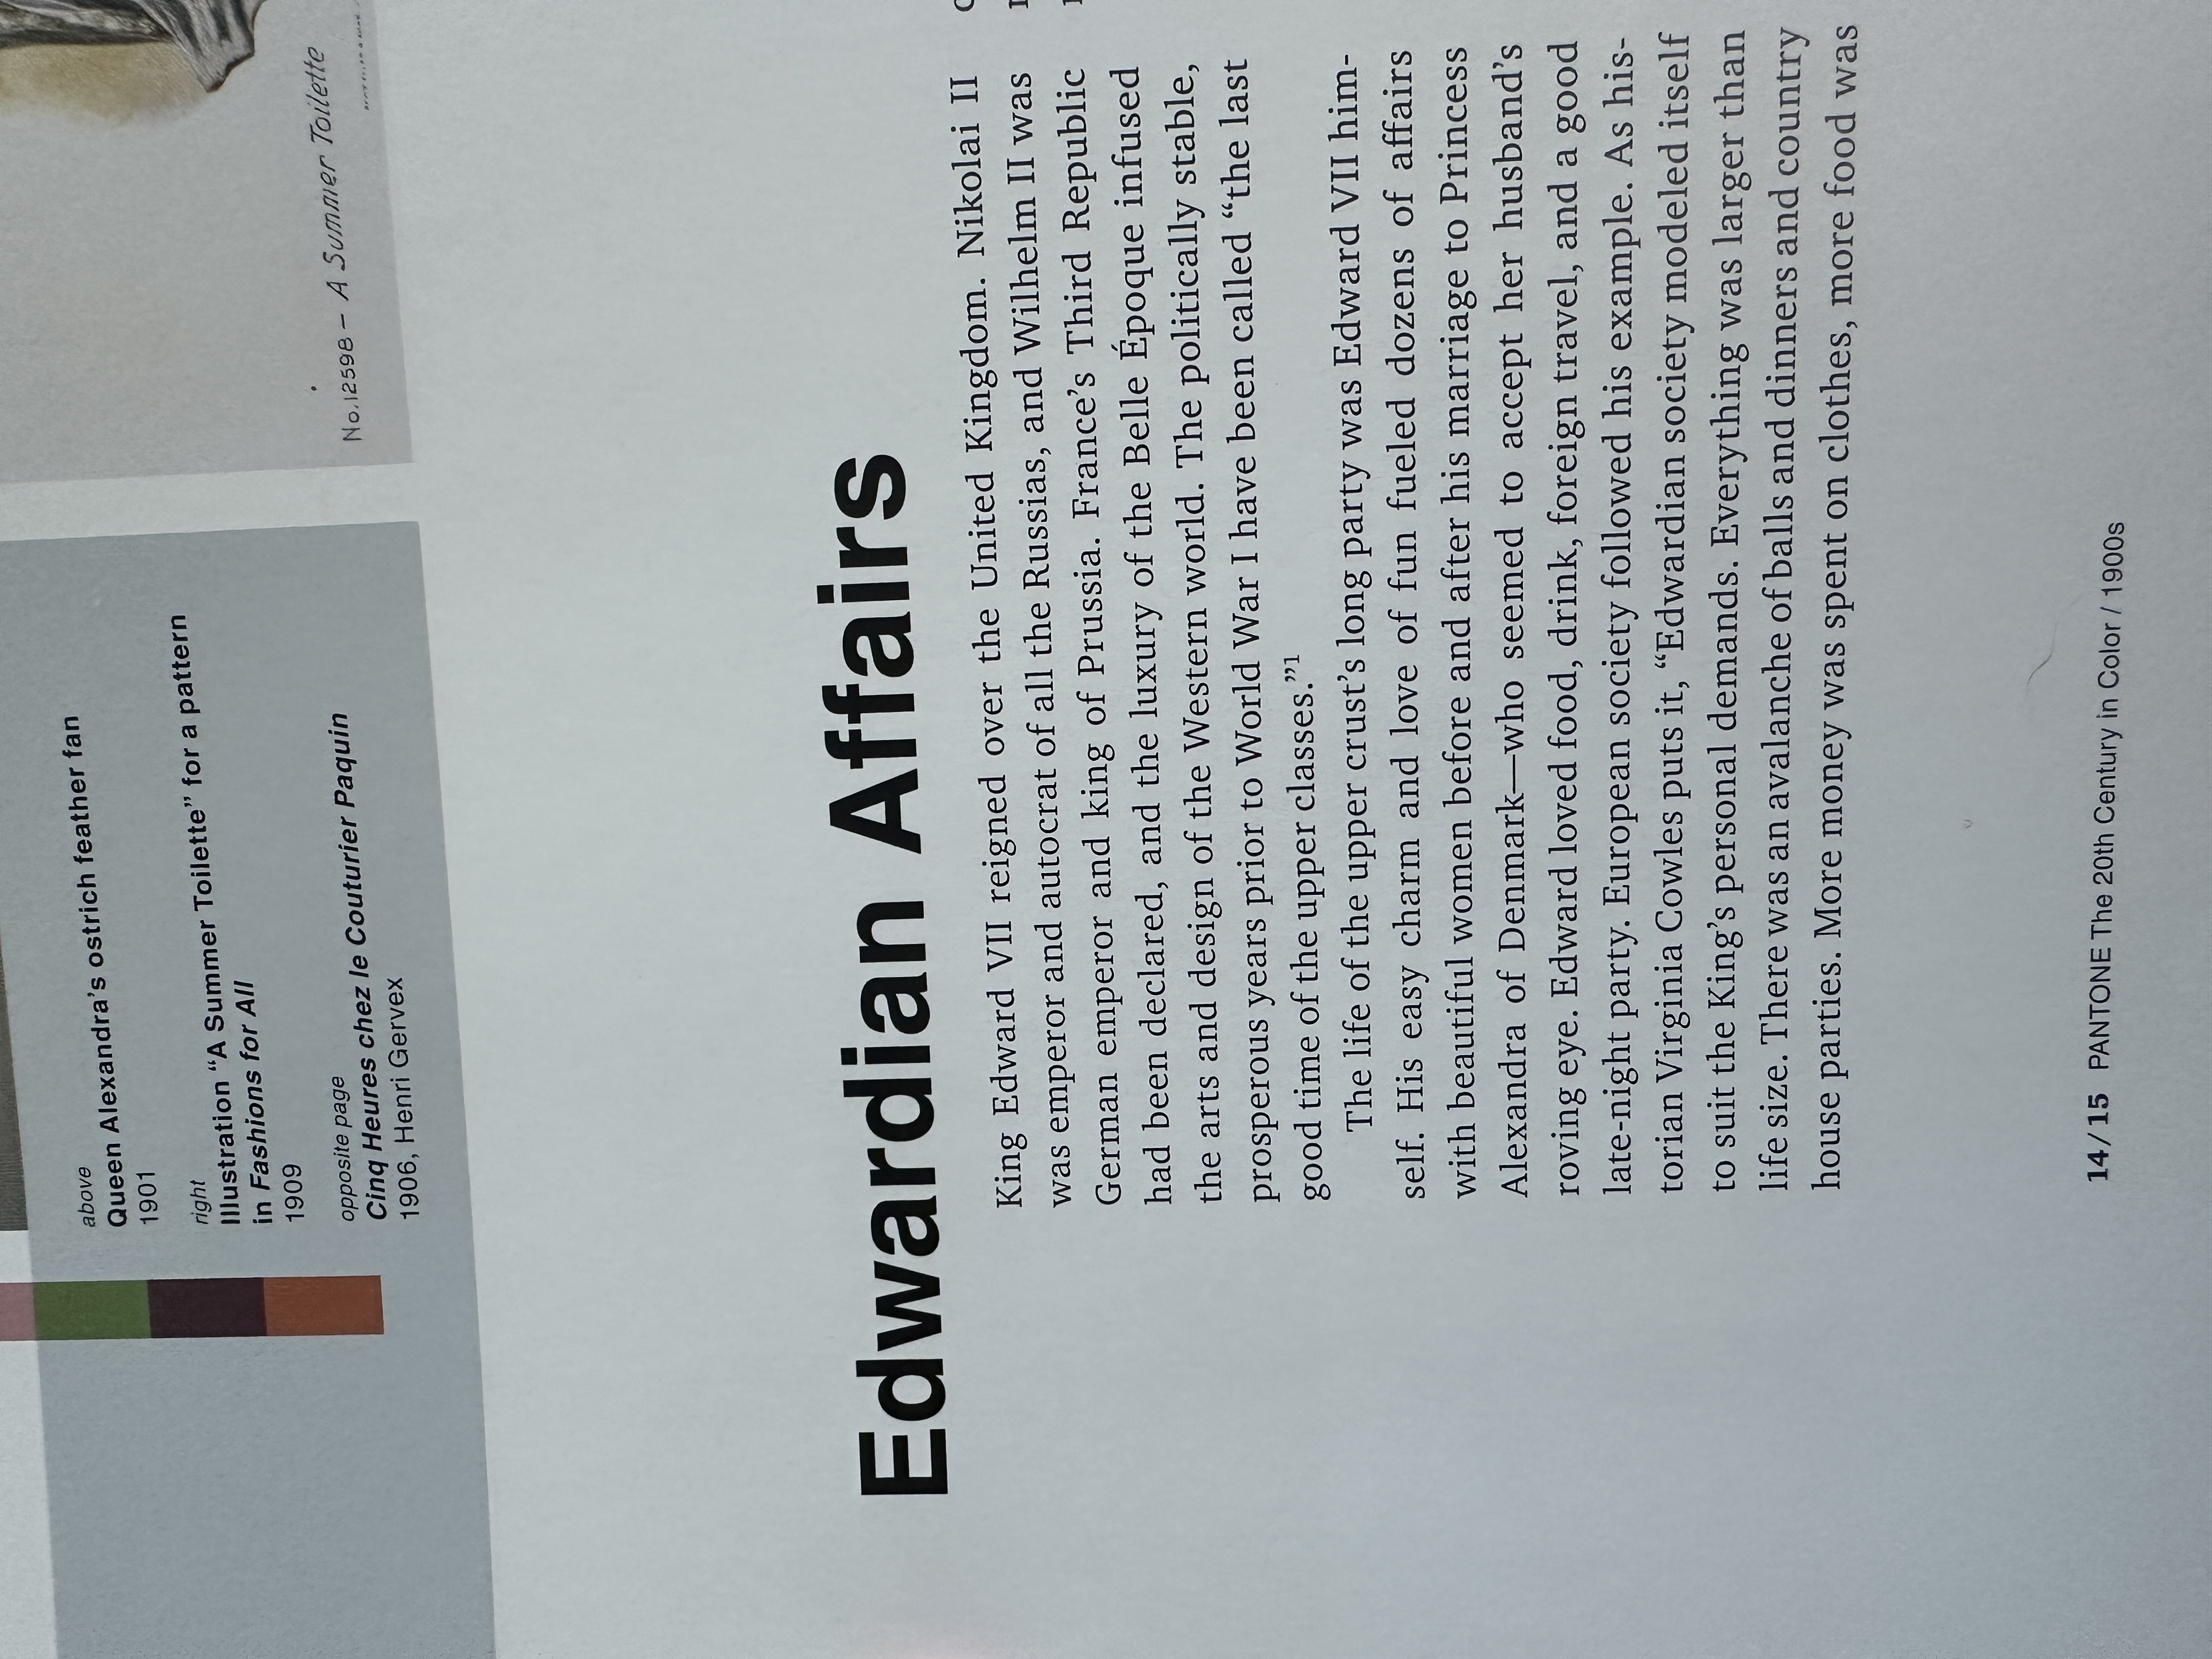 above
Queen Alexandra’s ostrich feather fan
1901
right
Illustration “A Summer Toilette” for a pattern
in Fashions for All
1909
opposite page
Cinq Heures chez le Couturier Paquin
1906, Henri Gervex
No.12598 – A Summer Toilette
Edwardian Affairs
King Edward VII reigned over the United Kingdom. Nikolai II
was emperor and autocrat of all the Russias, and Wilhelm II was
German emperor and king of Prussia. France’s Third Republic
had been declared, and the luxury of the Belle Époque infused
the arts and design of the Western world. The politically stable,
prosperous years prior to World War I have been called “the last
good time of the upper classes.”¹
The life of the upper crust’s long party was Edward VII him-
self. His easy charm and love of fun fueled dozens of affairs
with beautiful women before and after his marriage to Princess
Alexandra of Denmark—who seemed to accept her husband’s
roving eye. Edward loved food, drink, foreign travel, and a good
late-night party. European society followed his example. As his-
torian Virginia Cowles puts it, “Edwardian society modeled itself
to suit the King’s personal demands. Everything was larger than
life size. There was an avalanche of balls and dinners and country
house parties. More money was spent on clothes, more food was
14/15 PANTONE The 20th Century in Color / 1900s